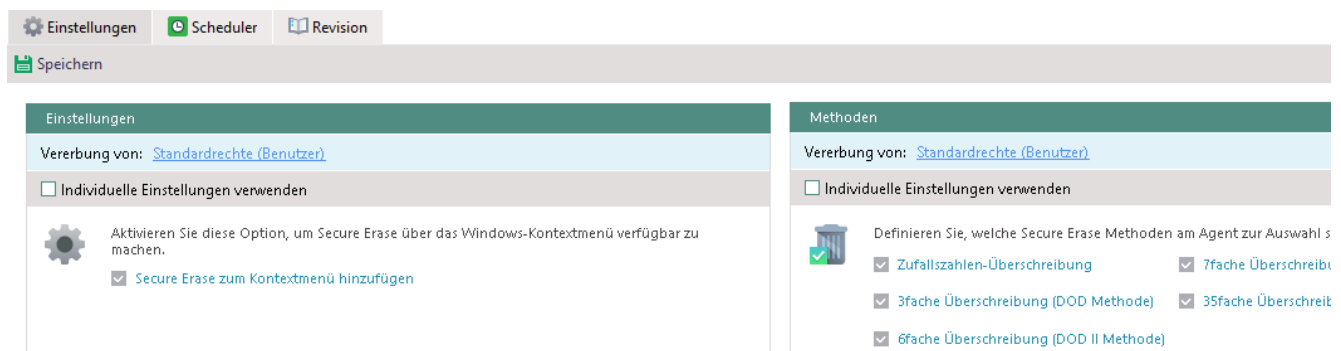 Einstellungen Scheduler Revision
Speichern
Einstellungen
Vererbung von: Standardrechte (Benutzer)
Individuelle Einstellungen verwenden
Aktivieren Sie diese Option, um Secure Erase über das Windows-Kontextmenü verfügbar zu
machen.
Secure Erase zum Kontextmenü hinzufügen
Methoden
Vererbung von: Standardrechte (Benutzer)
Individuelle Einstellungen verwenden
Definieren Sie, welche Secure Erase Methoden am Agent zur Auswahl
Zufallszahlen-Überschreibung 7fache
3fache Überschreibung (DOD Methode) 35fache
6fache Überschreibung (DOD II Methode)